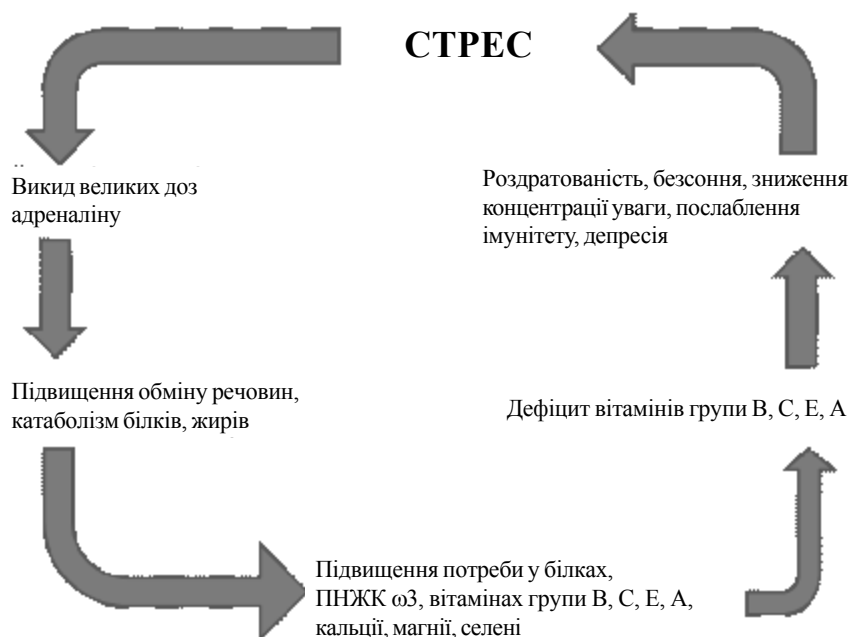 СТРЕС
Викид великих доз
адреналіну
Підвищення обміну речовин,
катаболізм білків, жирів
Підвищення потреби у білках,
ПНЖК ω3, вітамінах групи В, С, Е, А,
кальції, магнії, селені
Дефіцит вітамінів групи В, С, Е, А
Роздратованість, безсоння, зниження
концентрації уваги, послаблення
імунітету, депресія